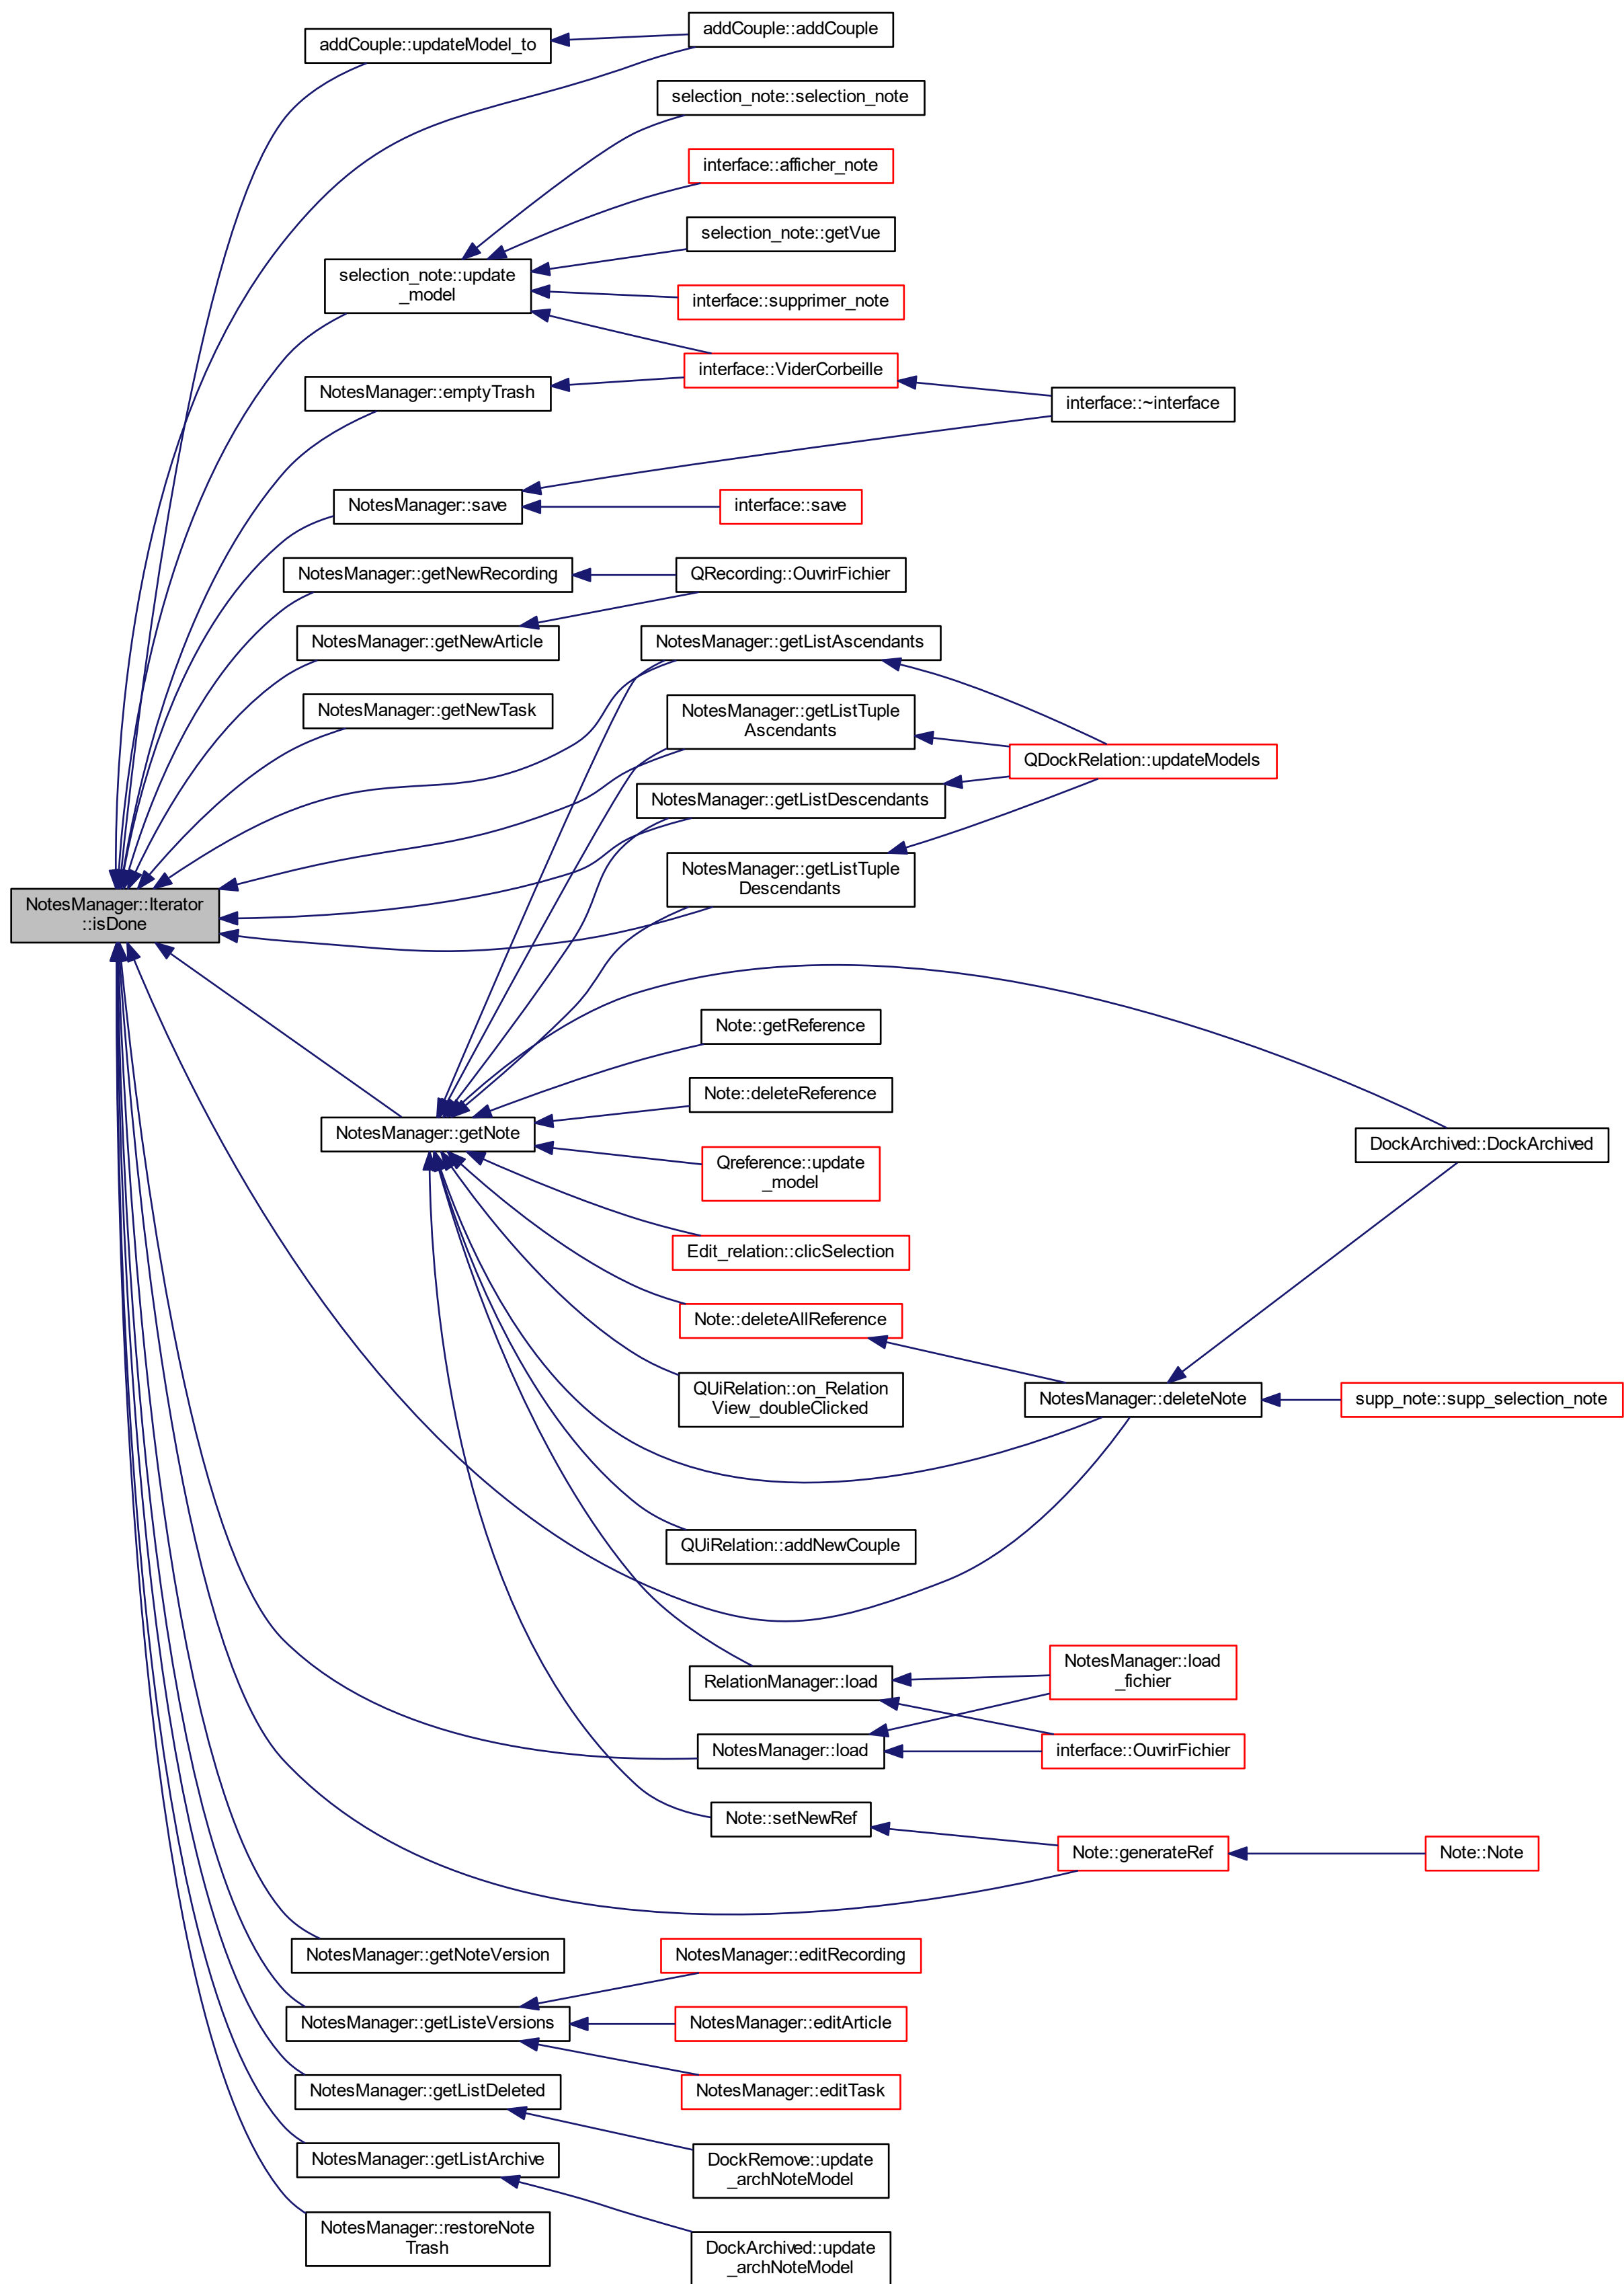 addCouple::updateModel_to
addCouple::addCouple
selection_note::selection_note
interface::afficher_note
selection_note::getVue
selection_note::update
_model
interface::supprimer_note
interface::ViderCorbeille
NotesManager::emptyTrash
interface::~interface
NotesManager::save
interface::save
NotesManager::getNewRecording
QRecording::OuvrirFichier
NotesManager::getNewArticle
NotesManager::getListAscendants
NotesManager::getNewTask
NotesManager::getListTuple
Ascendants
QDockRelation::updateModels
NotesManager::getListDescendants
NotesManager::getListTuple
Descendants
NotesManager::Iterator
::isDone
Note::getReference
Note::deleteReference
NotesManager::getNote
DockArchived::DockArchived
Qreference::update
_model
Edit_relation::clicSelection
Note::deleteAllReference
QUiRelation::on_Relation
View_doubleClicked
NotesManager::deleteNote
supp_note::supp_selection_note
QUiRelation::addNewCouple
RelationManager::load
NotesManager::load
_fichier
NotesManager::load
interface::OuvrirFichier
Note::setNewRef
Note::generateRef
Note::Note
NotesManager::getNoteVersion
NotesManager::editRecording
NotesManager::getListeVersions
NotesManager::editArticle
NotesManager::getListDeleted
NotesManager::editTask
NotesManager::getListArchive
DockRemove::update
_archNoteModel
NotesManager::restoreNote
Trash
DockArchived::update
_archNoteModel